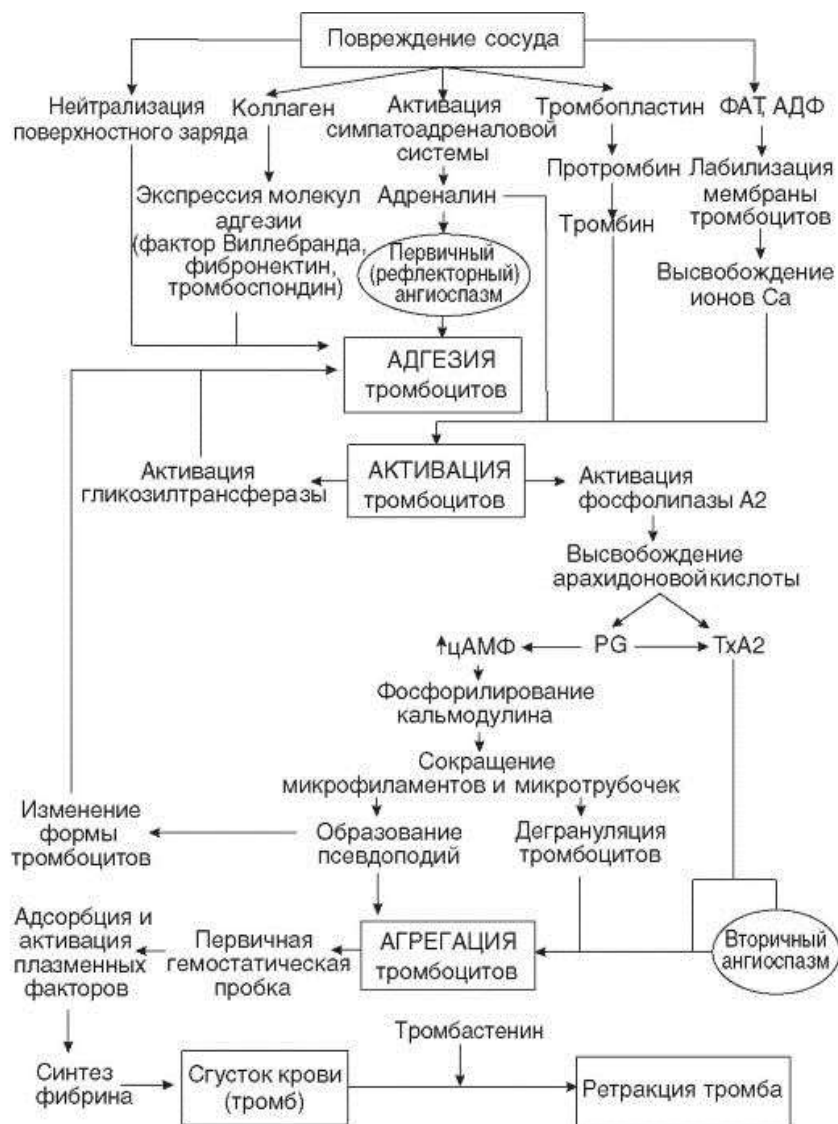 Повреждение сосуда
Нейтрализация
поверхностного заряда
Коллаген
Активация
симпатоадреналовой
системы
Тромбопластин
ФАТ, АДФ
Экспрессия молекул
адгезии
(фактор Виллебранда,
фибронектин,
тромбоспондин)
Адреналин
Первичный
(рефлекторный)
ангиоспазм
Протромбин
Тромбин
Лабилизация
мембраны
тромбоцитов
Высвобождение
ионов Ca
АДГЕЗИЯ
тромбоцитов
Активация
гликозилтрансферазы
АКТИВАЦИЯ
тромбоцитов
Активация
фосфолипазы А2
Высвобождение
арахидоновой кислоты
↑цАМФ
PG
TxA2
Фосфорилирование
кальмодулина
Сокращение
микрофиламентов и микротрубочек
Изменение
формы
тромбоцитов
Образование
псевдоподий
Дегрануляция
тромбоцитов
Адсорбция и
активация
плазменных
факторов
Первичная
гемостатическая
пробка
АГРЕГАЦИЯ
тромбоцитов
Вторичный
ангиоспазм
Тромбастенин
Синтез
фибрина
Сгусток крови
(тромб)
Ретракция тромба